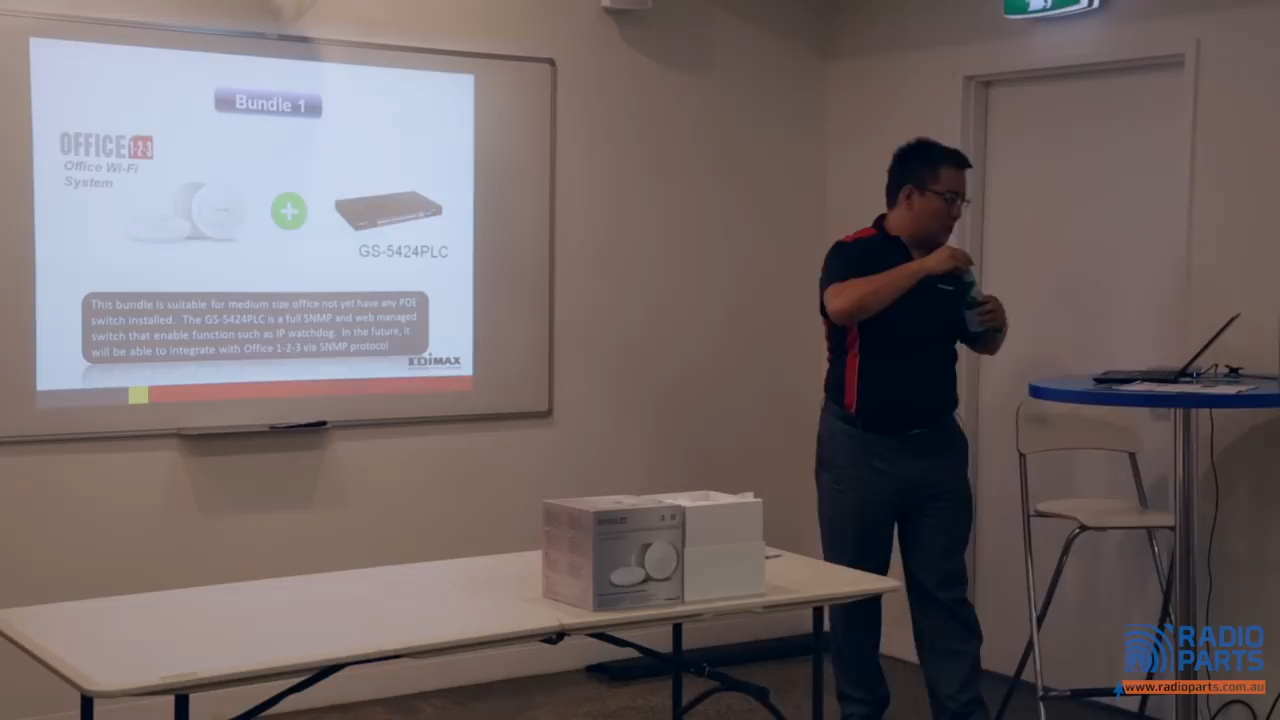 Bundle 1
OFFICE 1-2-3
Office Wi-Fi
System
GS-5424PLC
This bundle is suitable for medium size office not yet have any POE
switch installed. The GS-5424PLC is a full SNMP and web managed
switch that enable function such as IP watchdog. In the future, it
will be able to integrate with Office 1-2-3 via SNMP protocol
EDIMAX
RADIO
PARTS
www.radioparts.com.au